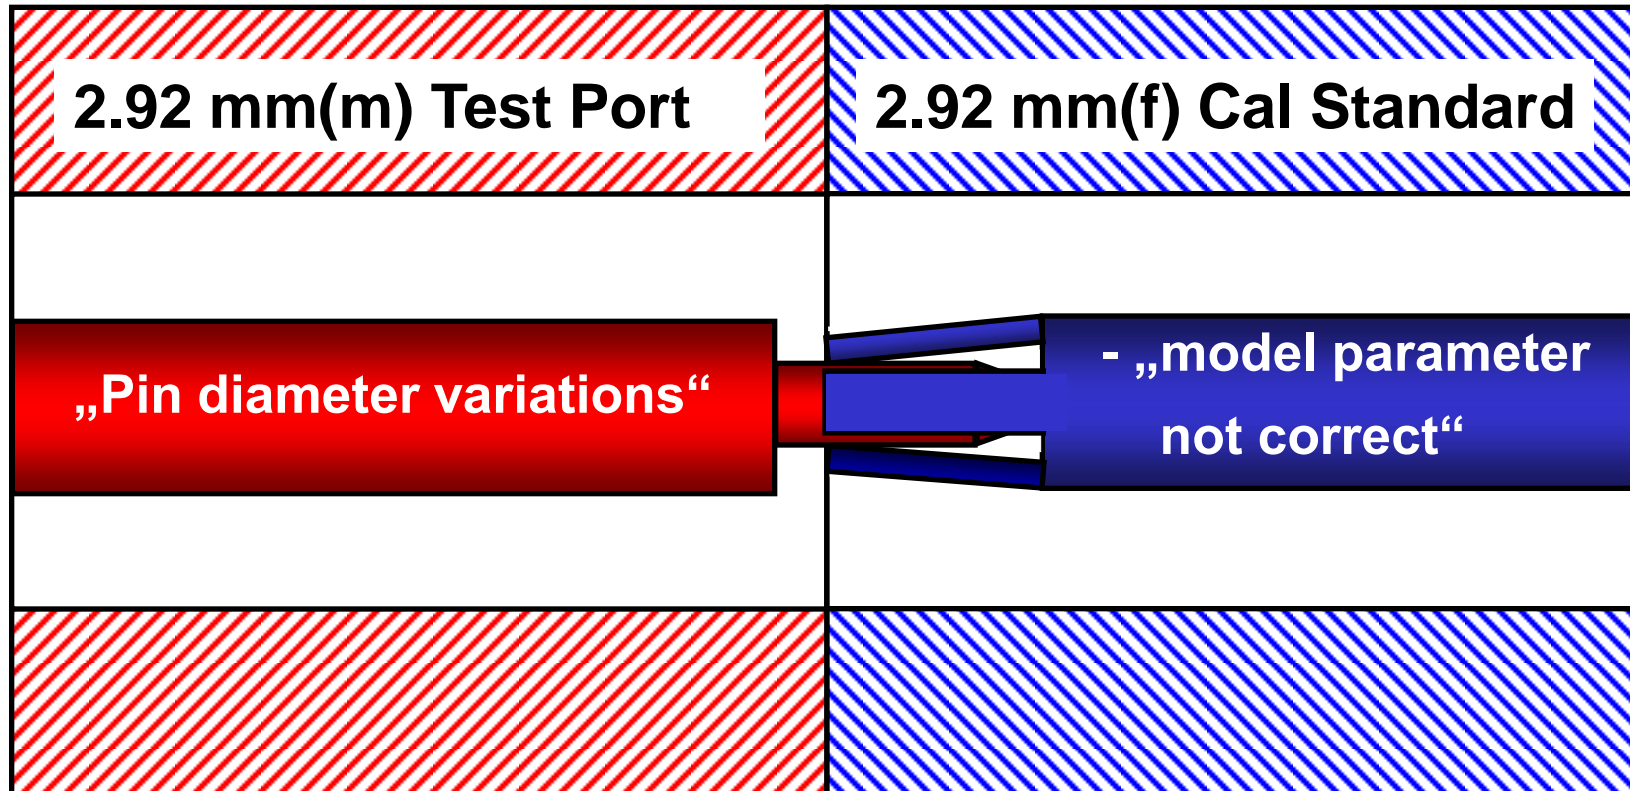 2.92 mm(m) Test Port
2.92 mm(f) Cal Standard
„Pin diameter variations“
- „model parameter
not correct“